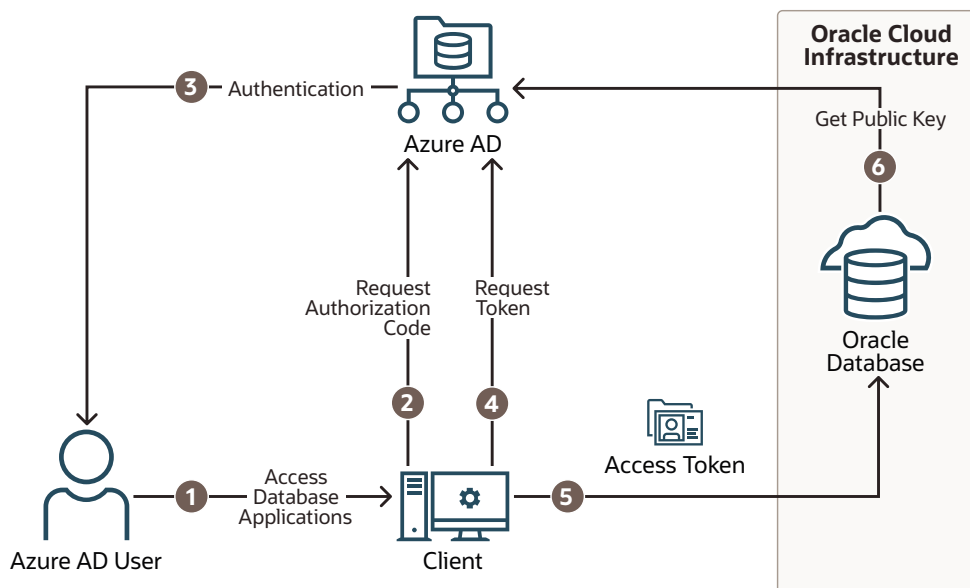 Oracle Cloud
Infrastructure
3
Authentication
Azure AD
Get Public Key
6
Request
Authorization
Code
Request
Token
Oracle
Database
2
4
Access Token
1
Access
Database
Applications
5
Azure AD User
Client